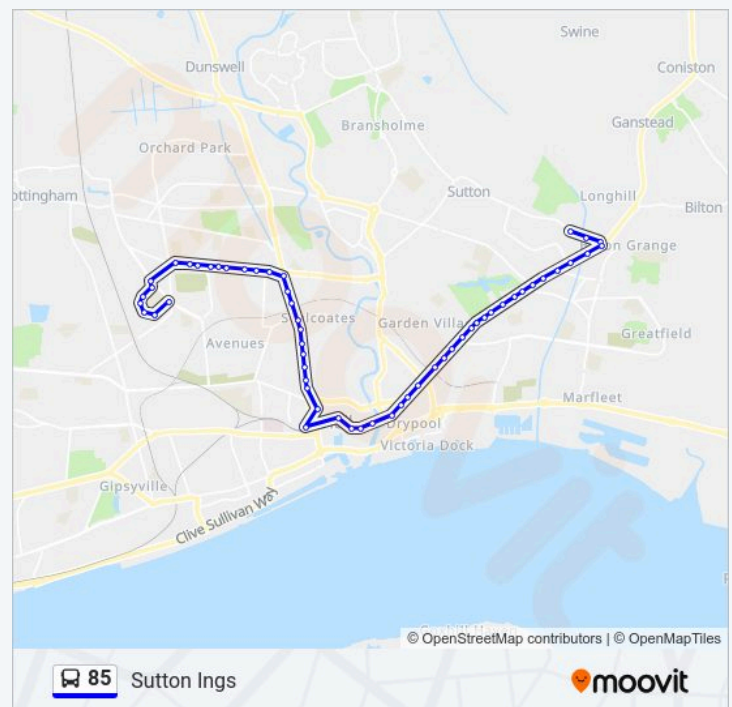 Swine
Dunswell
Coniston
Ganstead
Bransholme
Orchard Park
Sutton
Longhill
ottingham
Bilton
on Grange
Garden Villa
Greatfield
Avenues
Marfleet
Drypool
Victoria Dock
Gipsyville
Clive Sullivan Way
© OpenStreetMap contributors | © OpenMapTiles
85 Sutton Ings
moovit